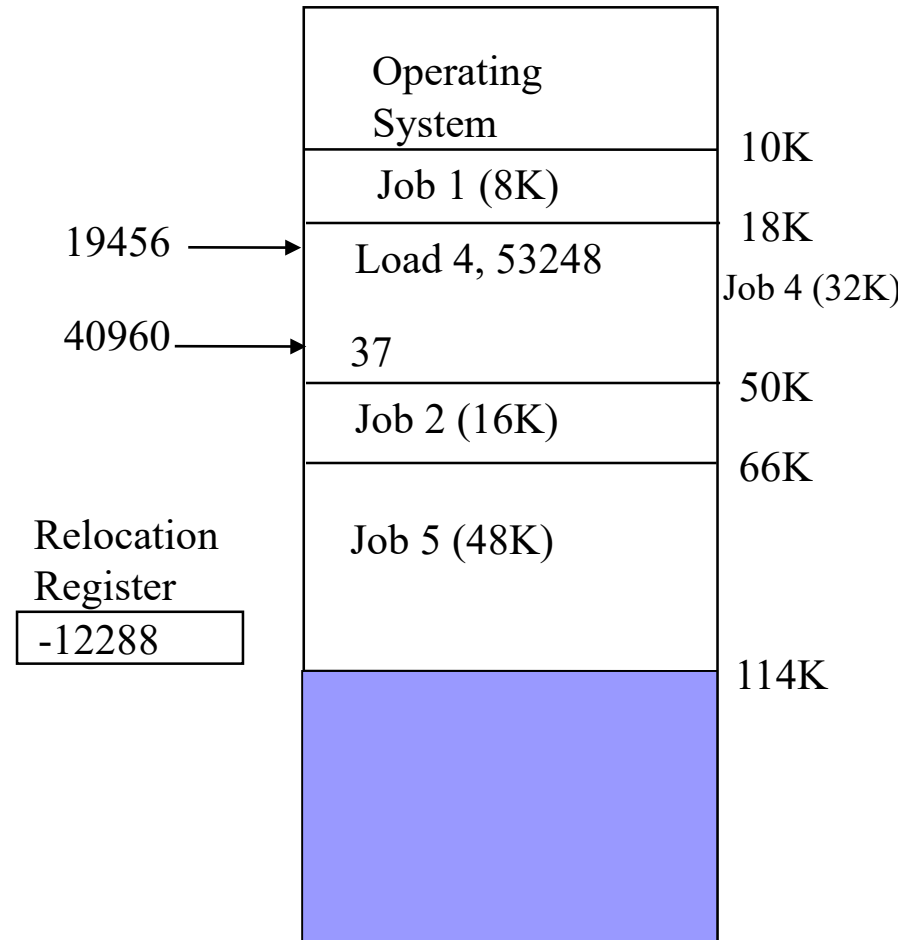 Operating
System
10K
Job 1 (8K)
18K
19456
Load 4, 53248
Job 4 (32K)
40960
37
50K
Job 2 (16K)
66K
Relocation
Register
-12288
Job 5 (48K)
114K